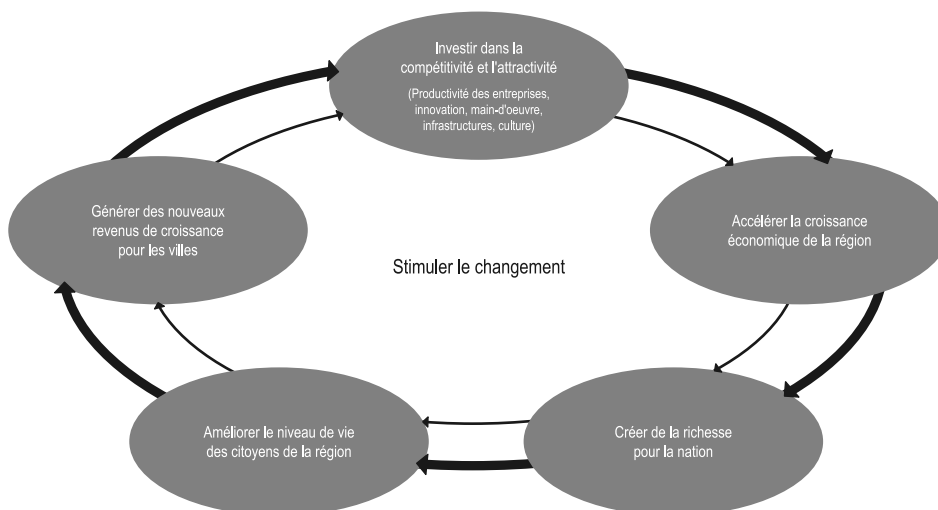 Investir dans la
compétitivité et l'attractivité
(Productivité des entreprises,
innovation, main-d'oeuvre,
infrastructures, culture)
Accélérer la croissance
économique de la région
Créer de la richesse
pour la nation
Améliorer le niveau de vie
des citoyens de la région
Générer des nouveaux
revenus de croissance
pour les villes
Stimuler le changement